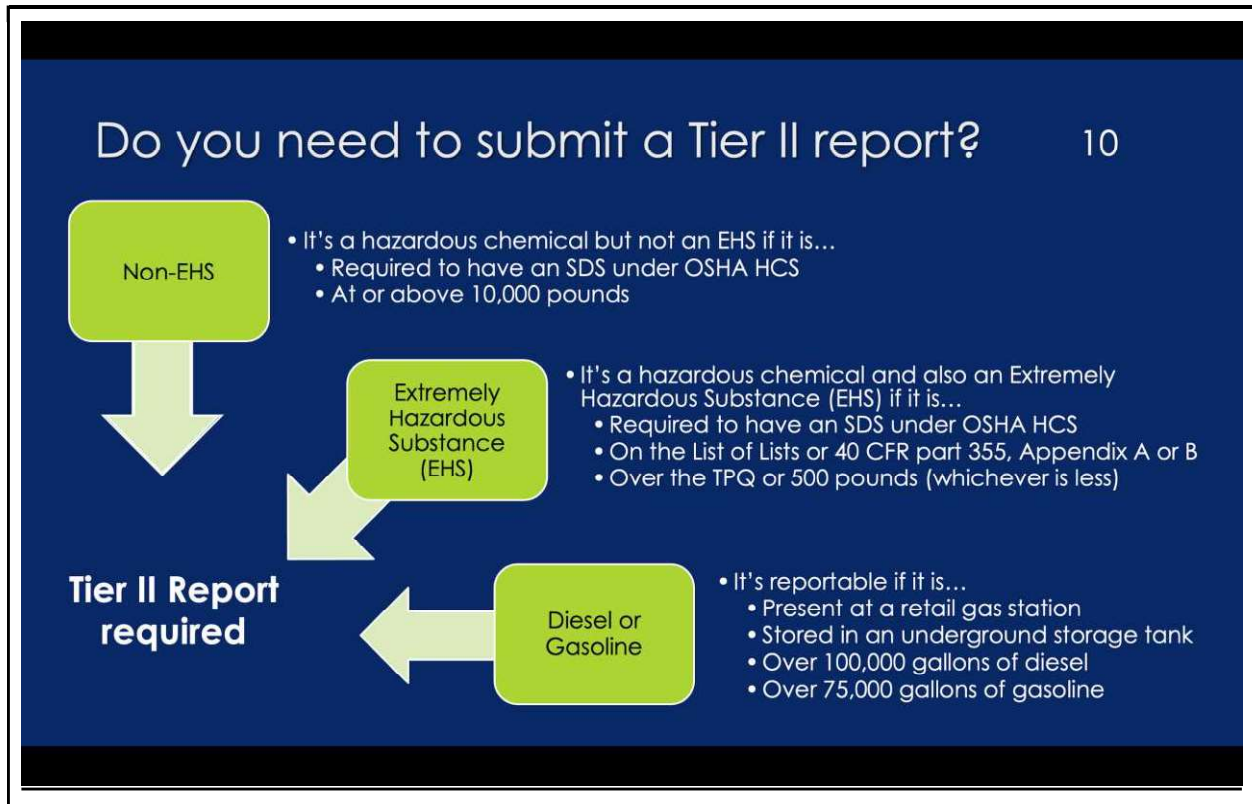 Do you need to submit a Tier II report?
10
Non-EHS
• It's a hazardous chemical but not an EHS if it is…
• Required to have an SDS under OSHA HCS
• At or above 10,000 pounds
Extremely
Hazardous
Substance
(EHS)
• It's a hazardous chemical and also an Extremely
Hazardous Substance (EHS) if it is…
• Required to have an SDS under OSHA HCS
• On the List of Lists or 40 CFR part 355, Appendix A or B
• Over the TPQ or 500 pounds (whichever is less)
Tier II Report
required
Diesel or
Gasoline
• It's reportable if it is…
• Present at a retail gas station
• Stored in an underground storage tank
• Over 100,000 gallons of diesel
• Over 75,000 gallons of gasoline